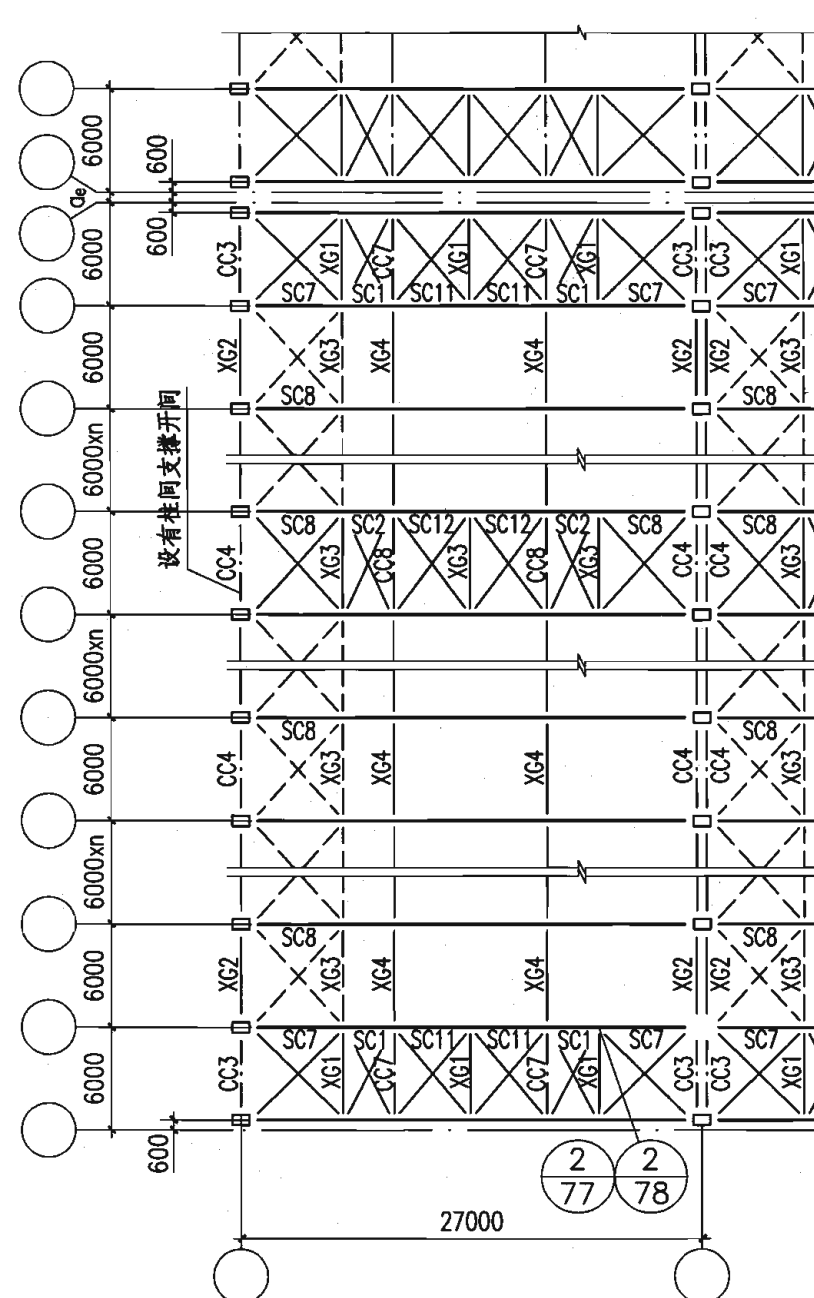 6000
600
ae
600
6000
CC3 XG1 CC7 XG1 CC7 XG1 CC3 CC3 XG1
SC7 SC1 SC11 SC11 SC1 SC7 SC7
6000
XG2 XG3 XG4 XG4 XG2 XG2 XG3
SC8 SC8
设有柱间支撑开间
6000xn
SC8 SC2 SC12 SC12 SC2 SC8 SC8
6000
CC4 XG3 CC8 XG3 CC8 XG3 CC4 CC4 XG3
6000xn
SC8 SC8
6000
CC4 XG3 XG4 XG4 CC4 CC4 XG3
6000xn
SC8 SC8
6000
XG2 XG3 XG4 XG4 XG2 XG2 XG3
SC7 SC1 SC11 SC11 SC1 SC7 SC7
6000
CC3 XG1 CC7 XG1 CC7 XG1 CC3 CC3 XG1
600
2 2
77 78
27000